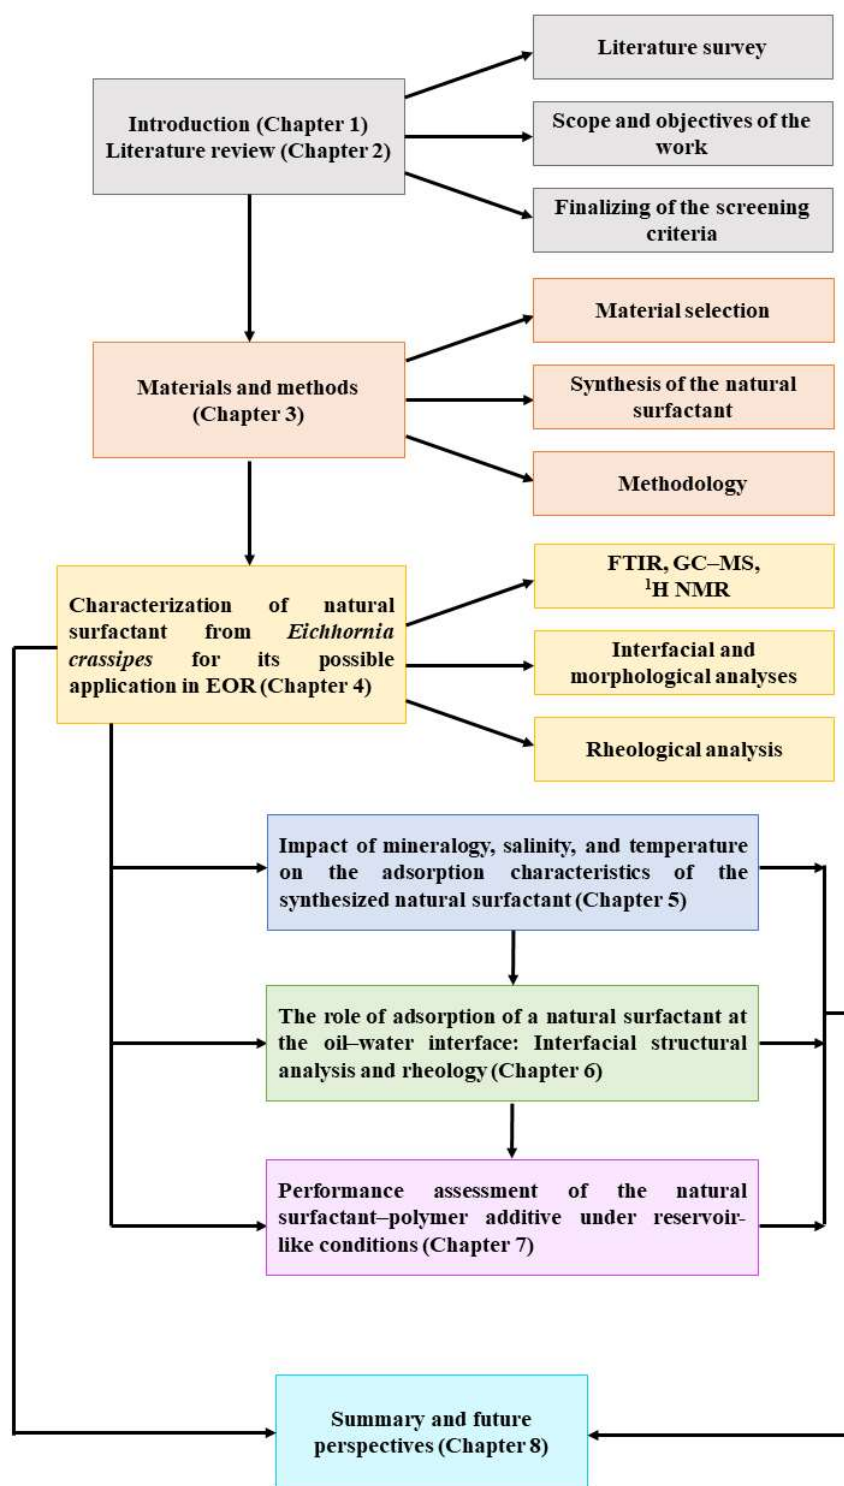 Literature survey
Introduction (Chapter 1)
Literature review (Chapter 2)
Scope and objectives of the
work
Finalizing of the screening
criteria
Material selection
Materials and methods
(Chapter 3)
Synthesis of the natural
surfactant
Methodology
Characterization of natural
surfactant from Eichhornia
crassipes for its possible
application in EOR (Chapter 4)
FTIR, GC–MS,
¹H NMR
Interfacial and
morphological analyses
Rheological analysis
Impact of mineralogy, salinity, and temperature
on the adsorption characteristics of the
synthesized natural surfactant (Chapter 5)
The role of adsorption of a natural surfactant at
the oil–water interface: Interfacial structural
analysis and rheology (Chapter 6)
Performance assessment of the natural
surfactant–polymer additive under reservoir-
like conditions (Chapter 7)
Summary and future
perspectives (Chapter 8)